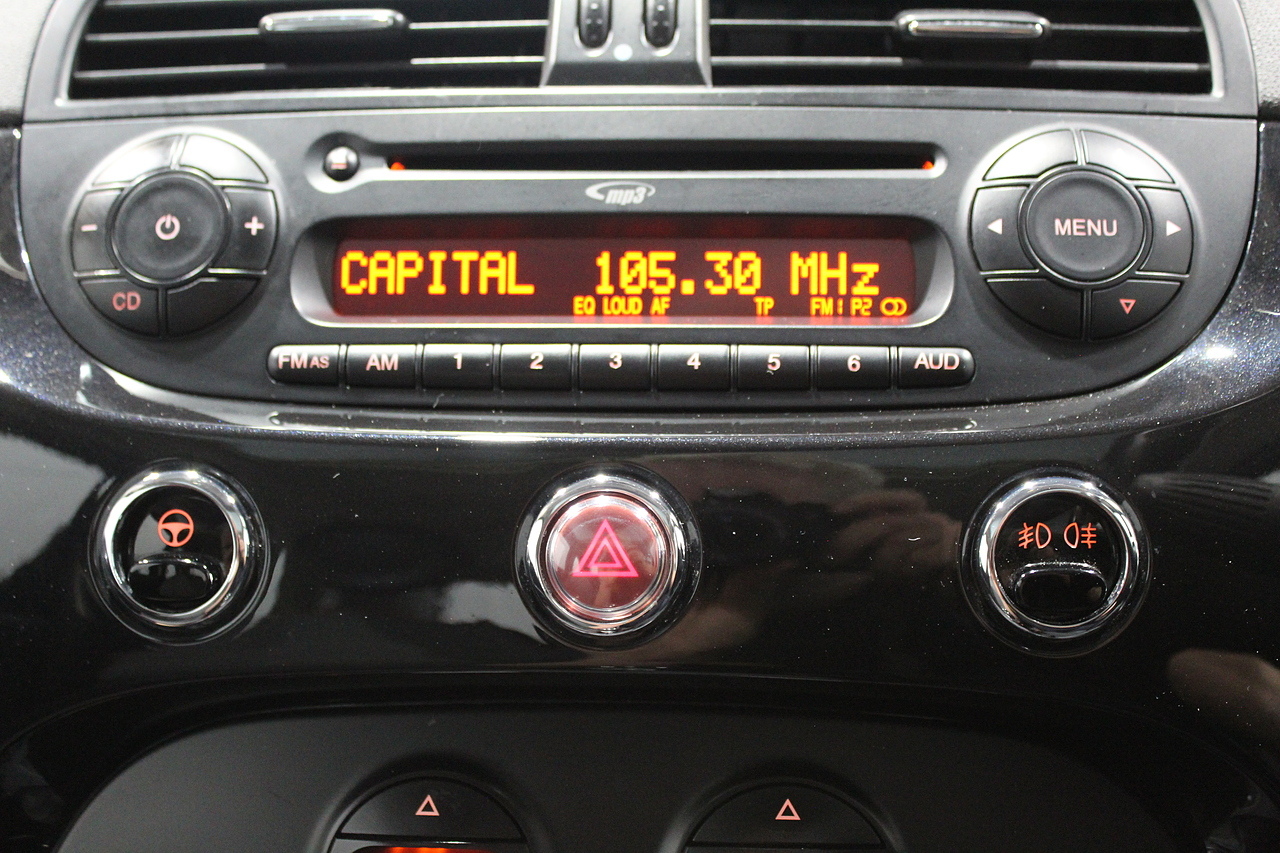 mp3
CAPITAL 105.30 MHz
EQ LOUD AF TP FM1 P2
MENU
CD
FM AS AM 1 2 3 4 5 6 AUD